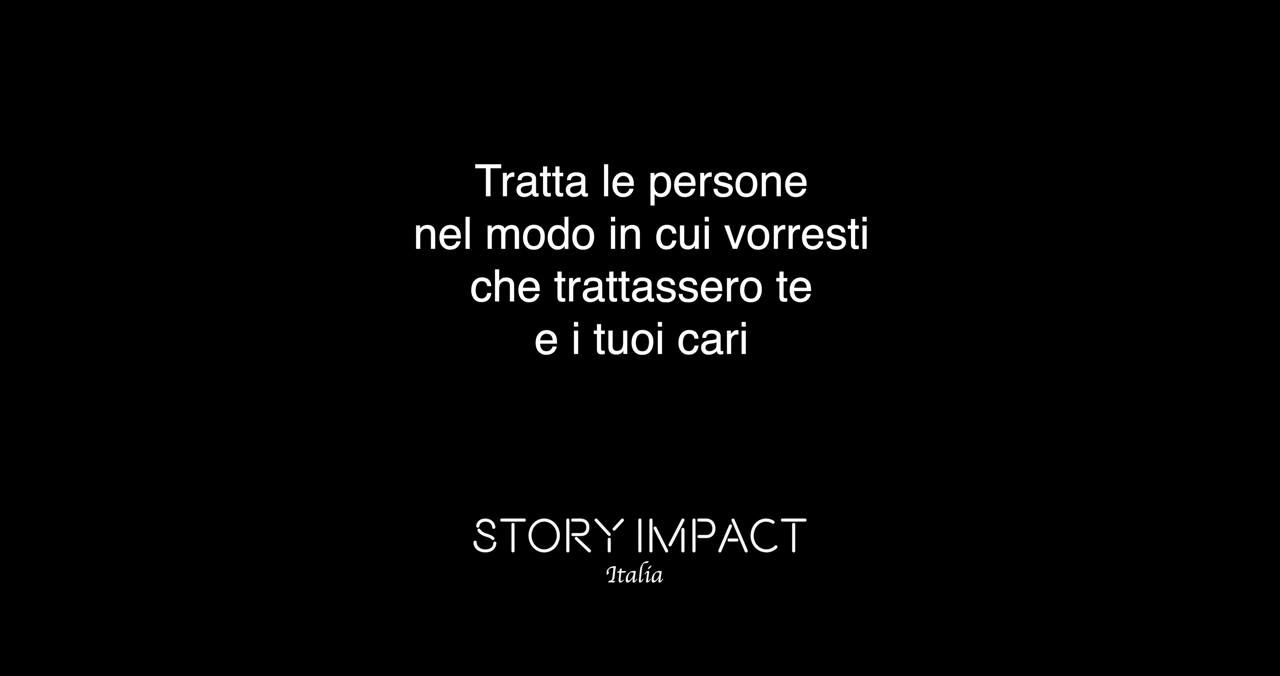 Tratta le persone
nel modo in cui vorresti
che trattassero te
e i tuoi cari
STORY IMPACT
Italia